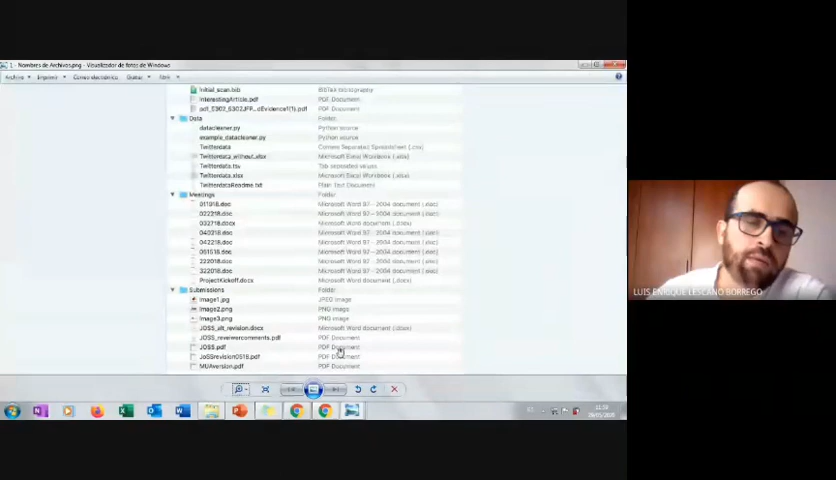 1 - Nombres de Archivos.png - Visualizador de fotos de Windows
Archivo Imprimir Correo electrónico Grabar Abrir
Initial_scan.bib BibTex bibliography
InterestingArticle.pdf PDF Document
PDF Document
Data Folder
datacleaner.py Python source
example_datacleaner.py Python source
Twitterdata Comma Separated Spreadsheet (.csv)
Twitterdata_without.xlsx Microsoft Excel Workbook (.xlsx)
Twitterdata.tsv Tab separated values
Twitterdata.xlsx Microsoft Excel Workbook (.xlsx)
TwitterdataReadme.txt Plain Text Document
Meetings Folder
011918.doc Microsoft Word 97 - 2004 document (.doc)
022218.doc Microsoft Word 97 - 2004 document (.doc)
032718.docx Microsoft Word document (.docx)
040318.doc Microsoft Word 97 - 2004 document (.doc)
042218.doc Microsoft Word 97 - 2004 document (.doc)
051518.doc Microsoft Word 97 - 2004 document (.doc)
222018.doc Microsoft Word 97 - 2004 document (.doc)
322018.doc Microsoft Word 97 - 2004 document (.doc)
ProjectKickoff.docx Microsoft Word document (.docx)
Submissions Folder
Image1.jpg JPEG image
Image2.png PNG image
Image3.png PNG image
JOSS_alt_revision.docx Microsoft Word document (.docx)
JOSS_reveiwercomments.pdf PDF Document
JOSS.pdf PDF Document
JoSSrevision0518.pdf PDF Document
MUAversion.pdf PDF Document
LUIS ENRIQUE LESCANO BORREGO